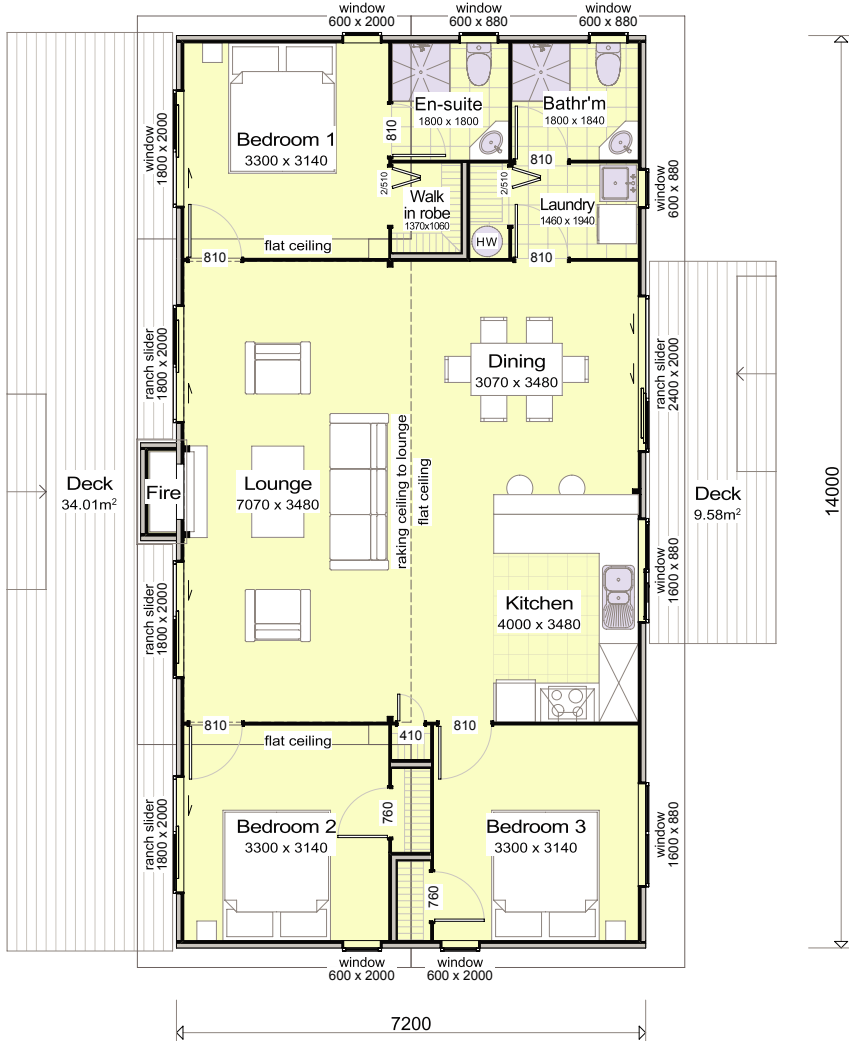 window
600 x 2000
window
600 x 880
window
600 x 880
window
1800 x 2000
Bedroom 1
3300 x 3140
810
En-suite
1800 x 1800
Bathr'm
1800 x 1840
810
2/510
Walk
in robe
1370x1060
2/510
Laundry
1460 x 1940
window
600 x 880
HW
flat ceiling
810
810
ranch slider
1800 x 2000
Dining
3070 x 3480
ranch slider
2400 x 2000
Deck
34.01m²
Fire
Lounge
7070 x 3480
raking ceiling to lounge
flat ceiling
Deck
9.58m²
14000
ranch slider
1800 x 2000
Kitchen
4000 x 3480
window
1600 x 880
810
410
810
flat ceiling
ranch slider
1800 x 2000
Bedroom 2
3300 x 3140
760
Bedroom 3
3300 x 3140
760
window
1600 x 880
window
600 x 2000
window
600 x 2000
7200